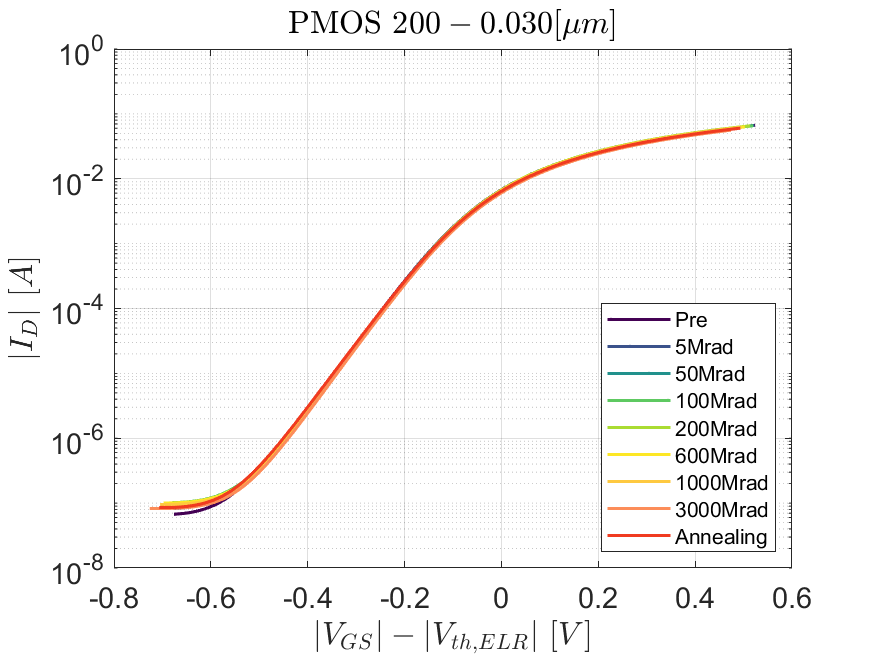 PMOS 200 − 0.030[μm]
10^0
10^-2
10^-4
10^-6
10^-8
|I_D| [A]
Pre
5Mrad
50Mrad
100Mrad
200Mrad
600Mrad
1000Mrad
3000Mrad
Annealing
-0.8 -0.6 -0.4 -0.2 0 0.2 0.4 0.6
|V_GS| − |V_th,ELR| [V]